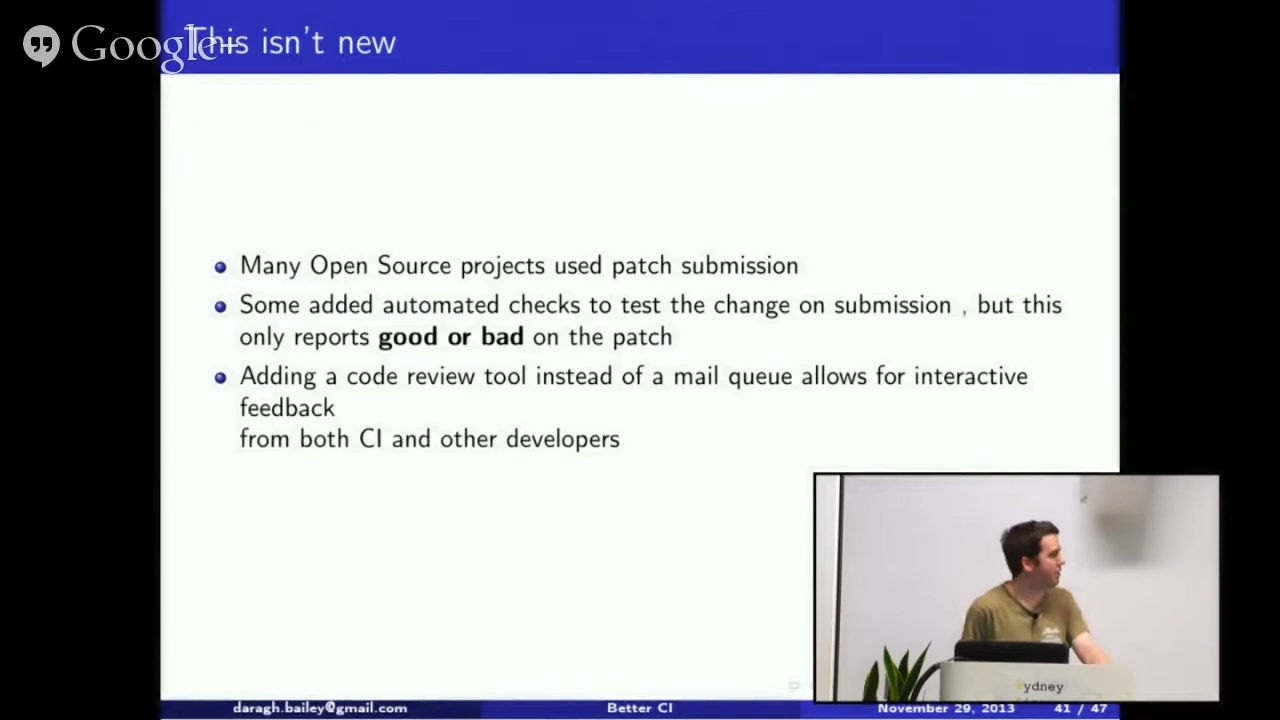 Google+
This isn't new
Many Open Source projects used patch submission
Some added automated checks to test the change on submission , but this
only reports good or bad on the patch
Adding a code review tool instead of a mail queue allows for interactive
feedback
from both CI and other developers
ydney
daragh.bailey@gmail.com
Better CI
November 29, 2013
41 / 47